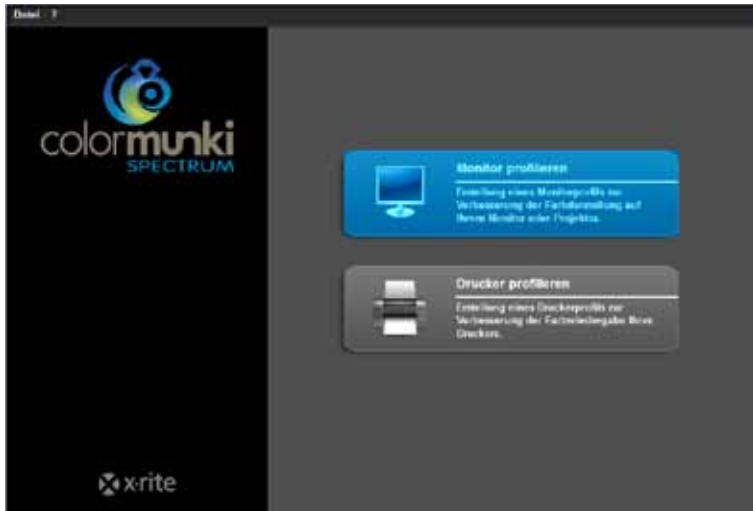 Datei ?
colormunki
SPECTRUM
Monitor profilieren
Erstellung eines Monitorprofils zur
Verbesserung der Farbdarstellung auf
Ihrem Monitor oder Projektor.
Drucker profilieren
Erstellung eines Druckerprofils zur
Verbesserung der Farbwiedergabe Ihres
Druckers.
x·rite